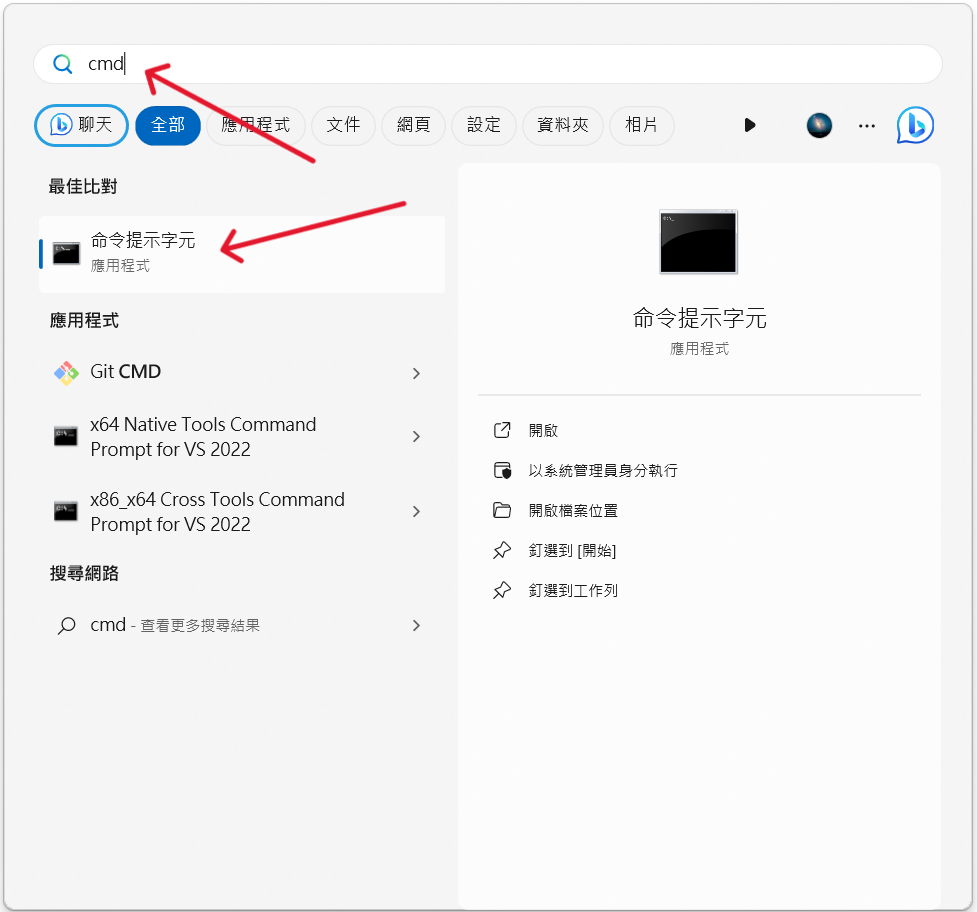 cmd
聊天
全部
應用程式
文件
網頁
設定
資料夾
相片
最佳比對
命令提示字元
應用程式
應用程式
Git CMD
x64 Native Tools Command
Prompt for VS 2022
x86_x64 Cross Tools Command
Prompt for VS 2022
搜尋網路
cmd - 查看更多搜尋結果
命令提示字元
應用程式
開啟
以系統管理員身分執行
開啟檔案位置
釘選到 [開始]
釘選到工作列